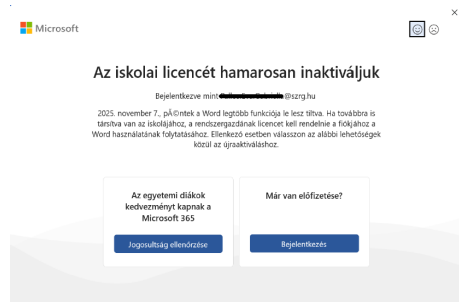 Microsoft
Az iskolai licencét hamarosan inaktiváljuk
Bejelentkezve mint @szrg.hu
2025. november 7., pÃ©ntek a Word legtöbb funkciója le lesz tiltva. Ha továbbra is
társítva van az iskolájához, a rendszergazdának licencet kell rendelnie a fiókjához a
Word használatának folytatásához. Ellenkező esetben válasszon az alábbi lehetőségek
közül az újraaktiváláshoz.
Az egyetemi diákok
kedvezményt kapnak a
Microsoft 365
Jogosultság ellenőrzése
Már van előfizetése?
Bejelentkezés